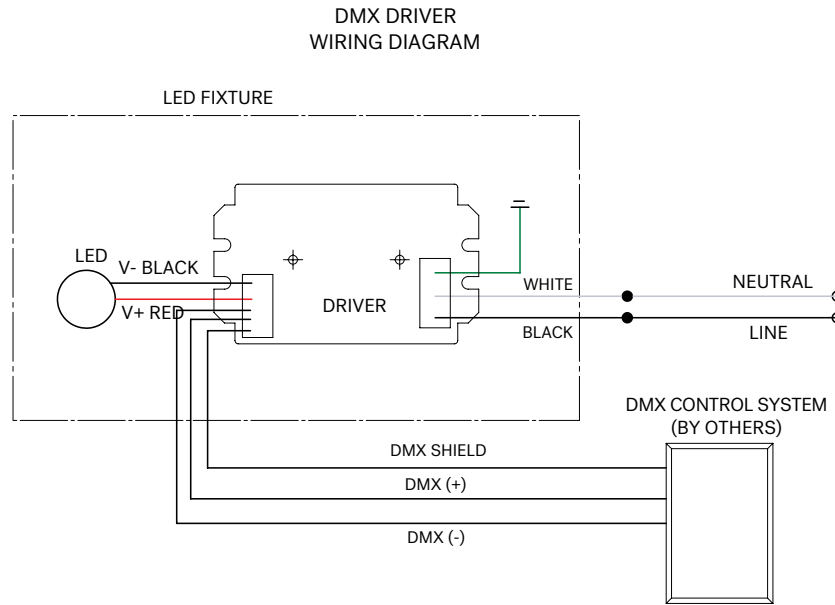 DMX DRIVER
WIRING DIAGRAM
LED FIXTURE
LED
V- BLACK
V+ RED
DRIVER
WHITE
NEUTRAL
BLACK
LINE
DMX CONTROL SYSTEM
(BY OTHERS)
DMX SHIELD
DMX (+)
DMX (-)